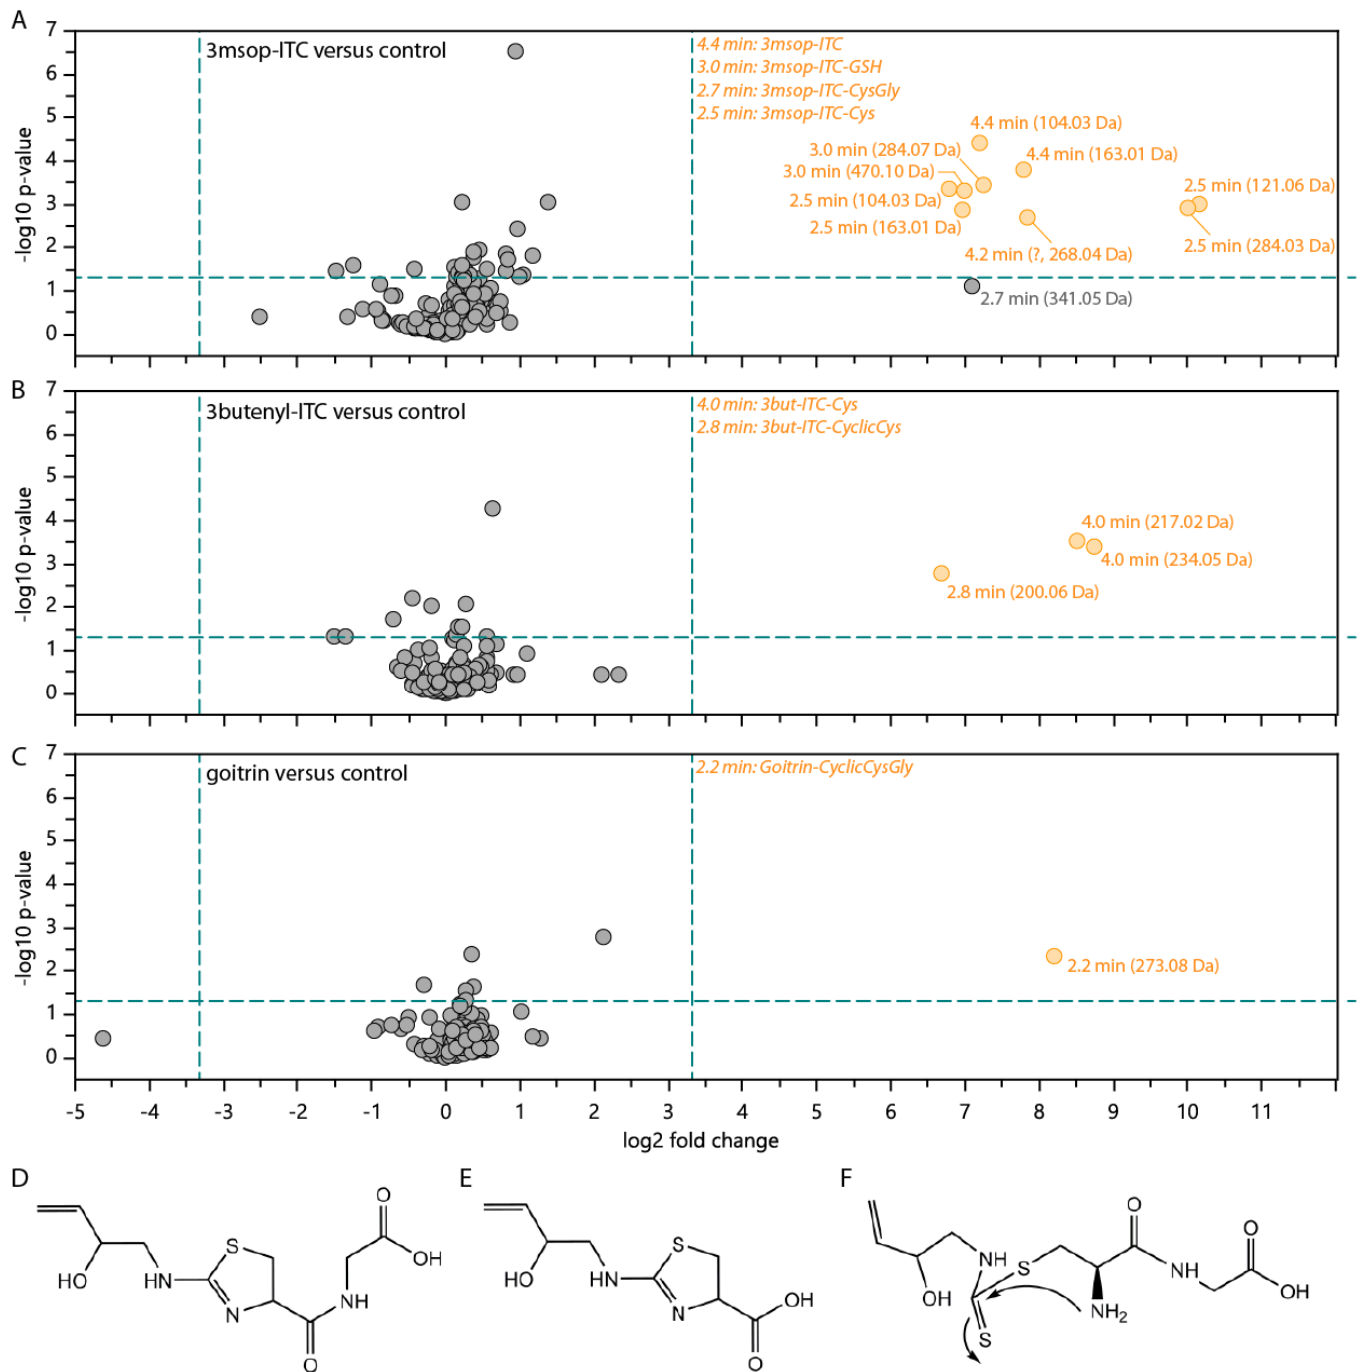 A
3msop-ITC versus control
4.4 min: 3msop-ITC
3.0 min: 3msop-ITC-GSH
2.7 min: 3msop-ITC-CysGly
2.5 min: 3msop-ITC-Cys
4.4 min (104.03 Da)
3.0 min (284.07 Da)
4.4 min (163.01 Da)
3.0 min (470.10 Da)
2.5 min (121.06 Da)
2.5 min (104.03 Da)
2.5 min (163.01 Da)
2.5 min (284.03 Da)
4.2 min (?, 268.04 Da)
2.7 min (341.05 Da)
7
6
5
4
3
2
1
0
-log10 p-value
B
3butenyl-ITC versus control
4.0 min: 3but-ITC-Cys
2.8 min: 3but-ITC-CyclicCys
4.0 min (217.02 Da)
4.0 min (234.05 Da)
2.8 min (200.06 Da)
7
6
5
4
3
2
1
0
-log10 p-value
C
goitrin versus control
2.2 min: Goitrin-CyclicCysGly
2.2 min (273.08 Da)
7
6
5
4
3
2
1
0
-log10 p-value
-5 -4 -3 -2 -1 0 1 2 3 4 5 6 7 8 9 10 11
log2 fold change
D
O
OH
S
HO
HN
N
NH
O
E
S
HO
HN
N
OH
O
F
O
O
NH
S
NH
OH
OH
NH2
S